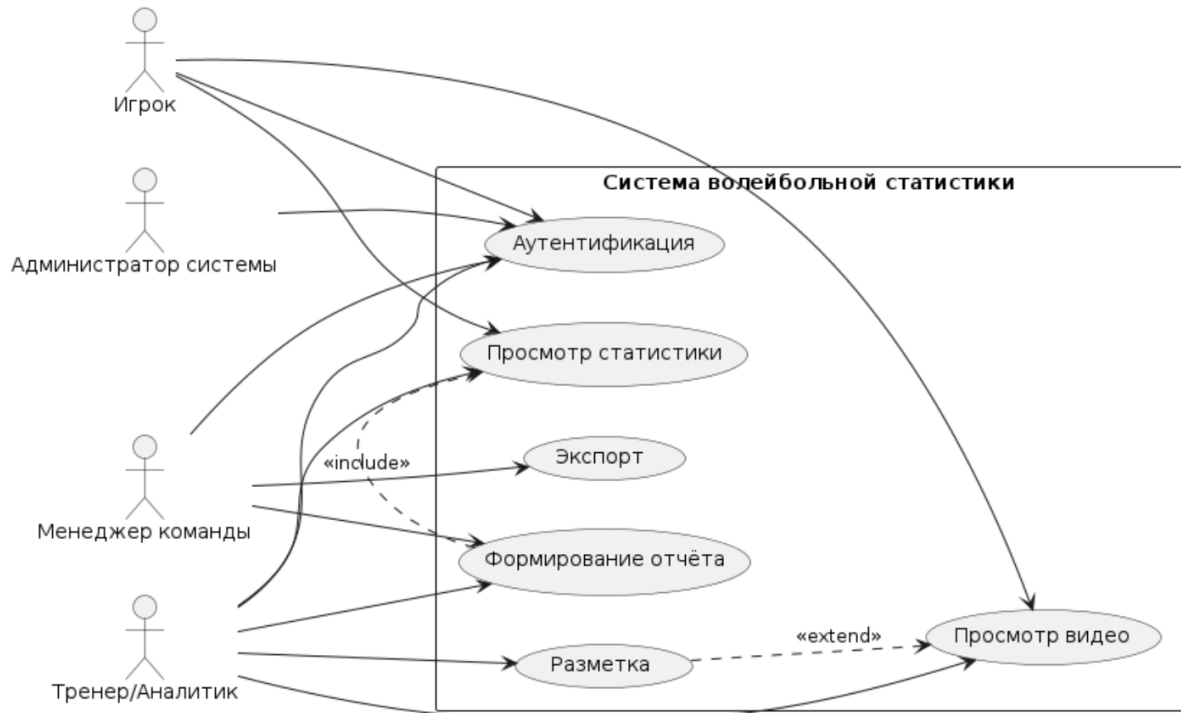 Игрок
Система волейбольной статистики
Аутентификация
Администратор системы
Просмотр статистики
Экспорт
«include»
Менеджер команды
Формирование отчёта
«extend»
Просмотр видео
Разметка
Тренер/Аналитик